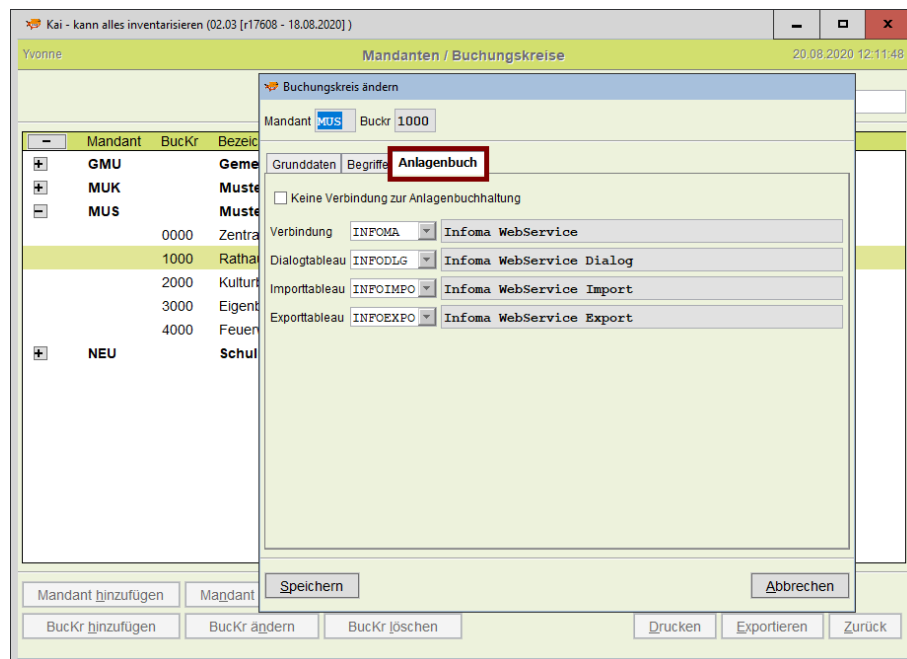 Kai - kann alles inventarisieren (02.03 [r17608 - 18.08.2020] )
Yvonne
Mandanten / Buchungskreise
20.08.2020 12:11:48
Buchungskreis ändern
Mandant MUS Buckr 1000
Grunddaten Begriffe Anlagenbuch
Keine Verbindung zur Anlagenbuchhaltung
Verbindung INFOMA Infoma WebService
Dialogtableau INFODLG Infoma WebService Dialog
Importtableau INFOIMPO Infoma WebService Import
Exporttableau INFOEXPO Infoma WebService Export
Speichern Abbrechen
Mandant BucKr Bezeic
GMU Geme
MUK Muste
MUS Muste
0000 Zentra
1000 Ratha
2000 Kultur
3000 Eigent
4000 Feuer
NEU Schul
Mandant hinzufügen Mandant
BucKr hinzufügen BucKr ändern BucKr löschen Drucken Exportieren Zurück